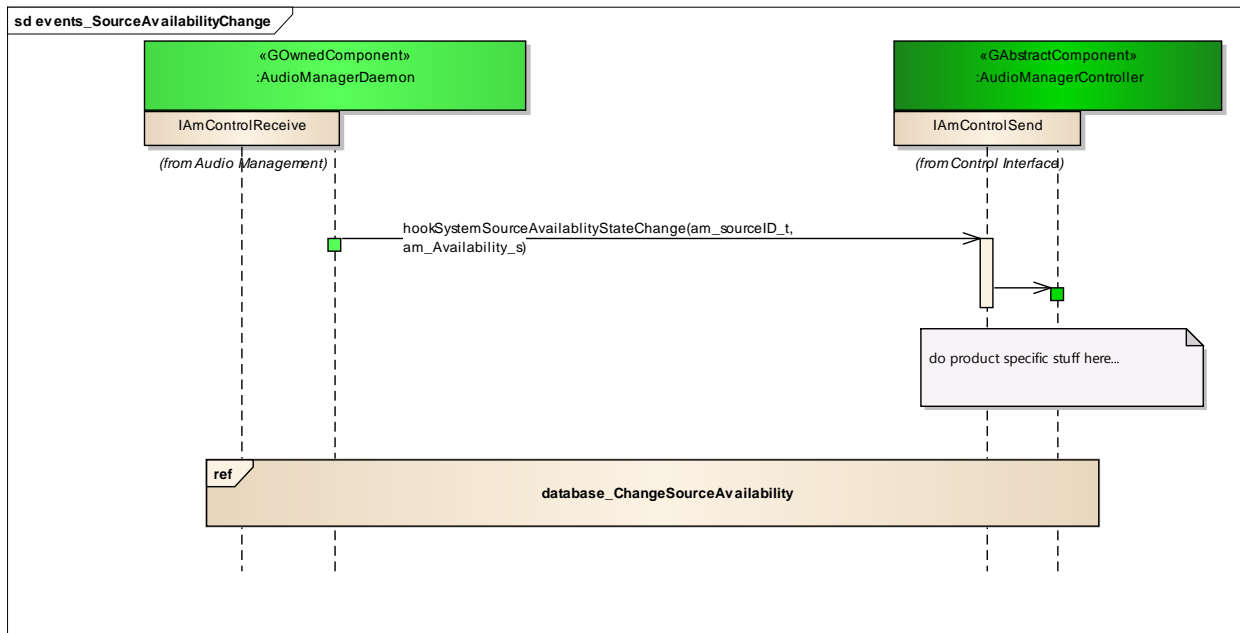 sd events_SourceAvailabilityChange
«GOwnedComponent»
:AudioManagerDaemon
«GAbstractComponent»
:AudioManagerController
IAmControlReceive
IAmControlSend
(from Audio Management)
(from Control Interface)
hookSystemSourceAvailablityStateChange(am_sourceID_t,
am_Availability_s)
do product specific stuff here...
ref
database_ChangeSourceAvailability